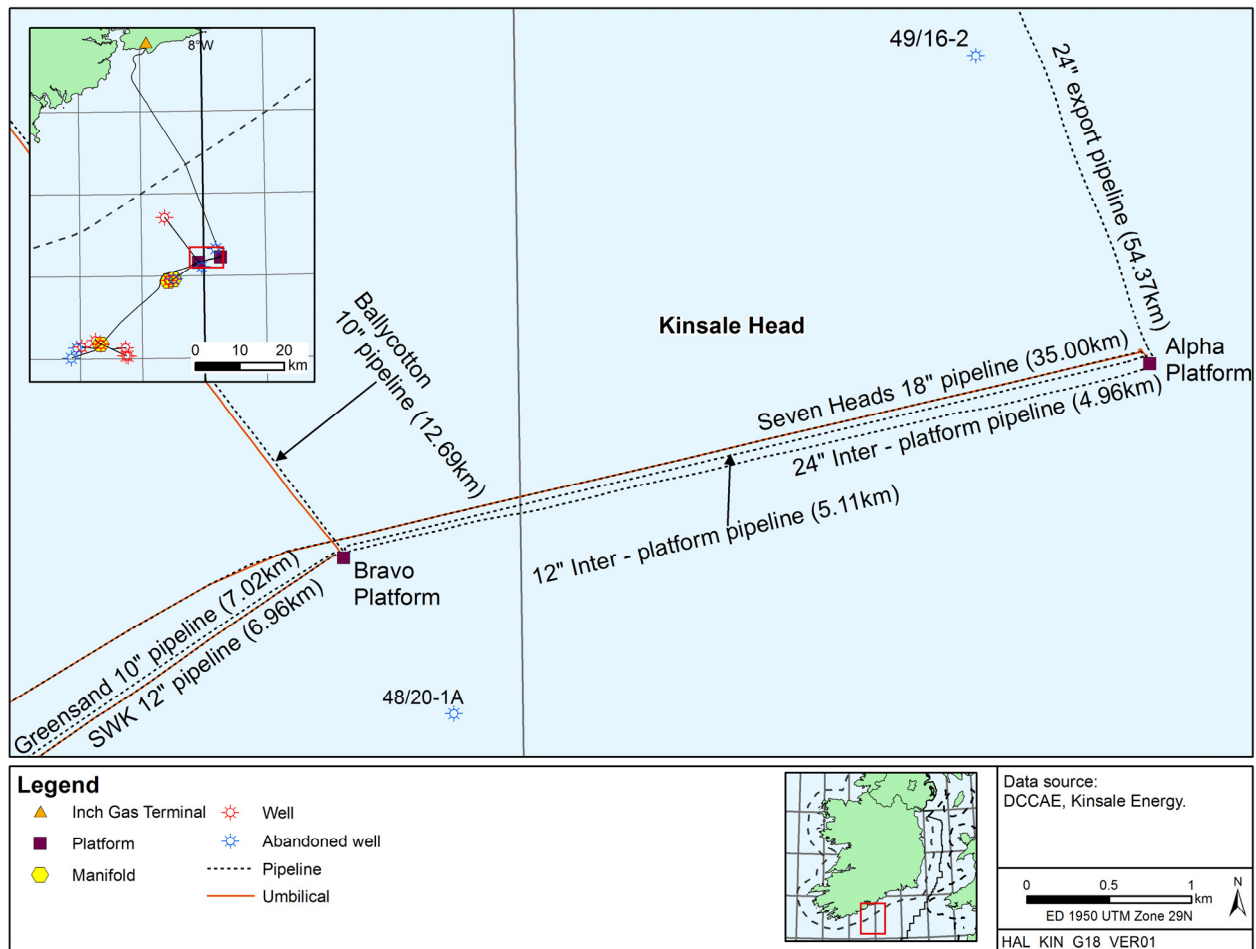 8°W
0 10 20
km
49/16-2
24" export pipeline (54.37km)
Ballycotton
10" pipeline (12.69km)
Kinsale Head
Alpha
Platform
Seven Heads 18" pipeline (35.00km)
24" Inter - platform pipeline (4.96km)
12" Inter - platform pipeline (5.11km)
Bravo
Platform
Greensand 10" pipeline (7.02km)
SWK 12" pipeline (6.96km)
48/20-1A
Legend
Inch Gas Terminal
Platform
Manifold
Well
Abandoned well
Pipeline
Umbilical
Data source:
DCCAE, Kinsale Energy.
0 0.5 1
km
N
ED 1950 UTM Zone 29N
HAL_KIN_G18_VER01